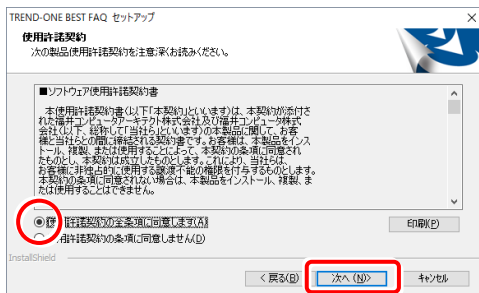 TREND-ONE BEST FAQ セットアップ
使用許諾契約
次の製品使用許諾契約を注意深くお読みください。
■ソフトウェア使用許諾契約書
本使用許諾契約書(以下「本契約」といいます)は、本契約が添付さ
れた福井コンピュータアーキテクト株式会社及び福井コンピュータ株式
会社(以下、総称して「当社ら」といいます)の本製品に関して、お客
様と当社らとの間に締結される契約書です。お客様は、本製品をインス
トール、複製、または使用することによって、本契約の条項に同意され
たものとし、本契約は成立したものとします。これにより、当社らは、
お客様に非独占的に使用する譲渡不能の権限を付与するものとします。
本契約の条項に同意されない場合は、本製品をインストール、複製、ま
たは使用することはできません。
使用許諾契約の全条項に同意します(A)
用許諾契約の条項に同意しません(D)
印刷(P)
InstallShield
< 戻る(B)
次へ (N)>
キャンセル